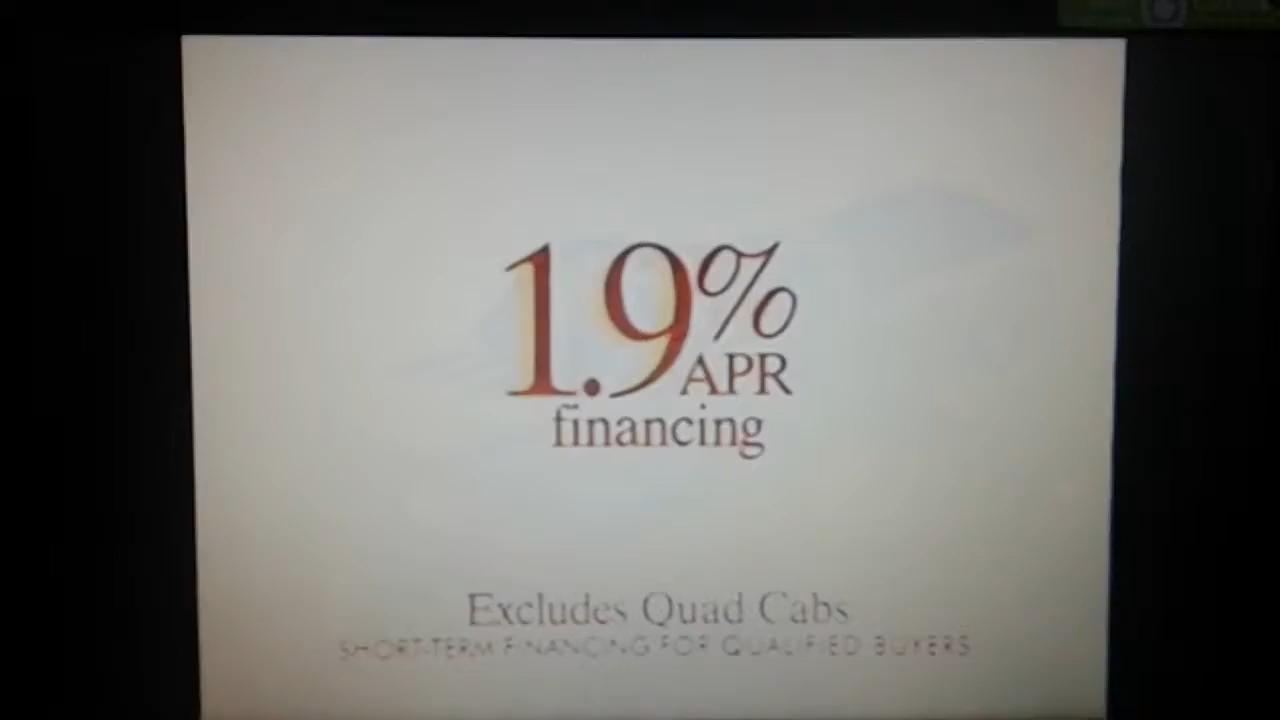 1.9%
APR
financing
Excludes Quad Cabs
SHORT-TERM FINANCING FOR QUALIFIED BUYERS